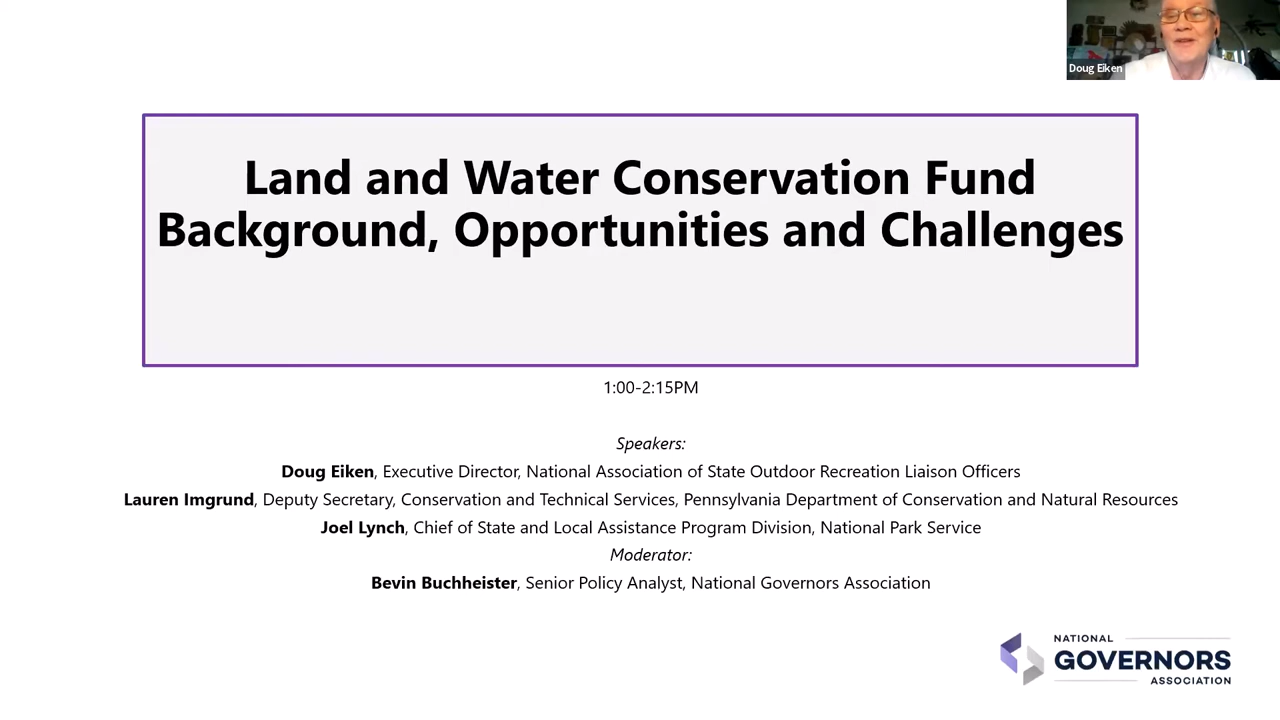 Doug Eiken
Land and Water Conservation Fund
Background, Opportunities and Challenges
1:00-2:15PM
Speakers:
Doug Eiken, Executive Director, National Association of State Outdoor Recreation Liaison Officers
Lauren Imgrund, Deputy Secretary, Conservation and Technical Services, Pennsylvania Department of Conservation and Natural Resources
Joel Lynch, Chief of State and Local Assistance Program Division, National Park Service
Moderator:
Bevin Buchheister, Senior Policy Analyst, National Governors Association
NATIONAL
GOVERNORS
ASSOCIATION